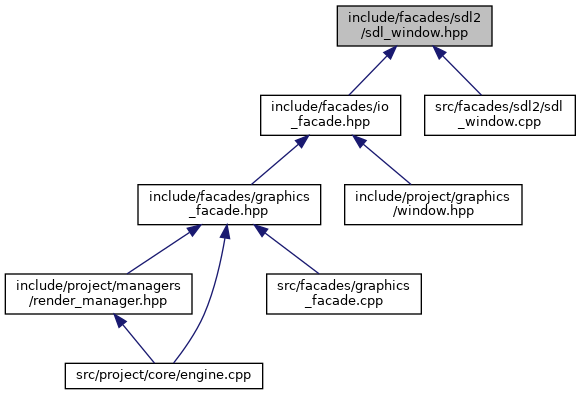 include/facades/sdl2
/sdl_window.hpp
include/facades/io
_facade.hpp
src/facades/sdl2/sdl
_window.cpp
include/facades/graphics
_facade.hpp
include/project/graphics
/window.hpp
include/project/managers
/render_manager.hpp
src/facades/graphics
_facade.cpp
src/project/core/engine.cpp